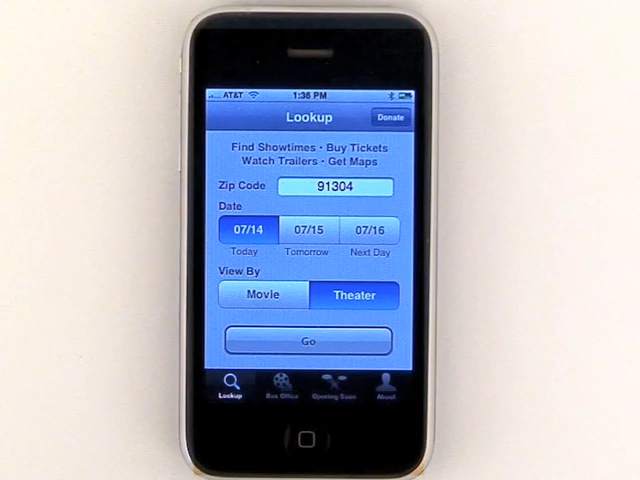 AT&T 1:35 PM
Lookup Donate
Find Showtimes • Buy Tickets
Watch Trailers • Get Maps
Zip Code 91304
Date
07/14 07/15 07/16
Today Tomorrow Next Day
View By
Movie Theater
Go
Lookup Box Office Opening Soon About